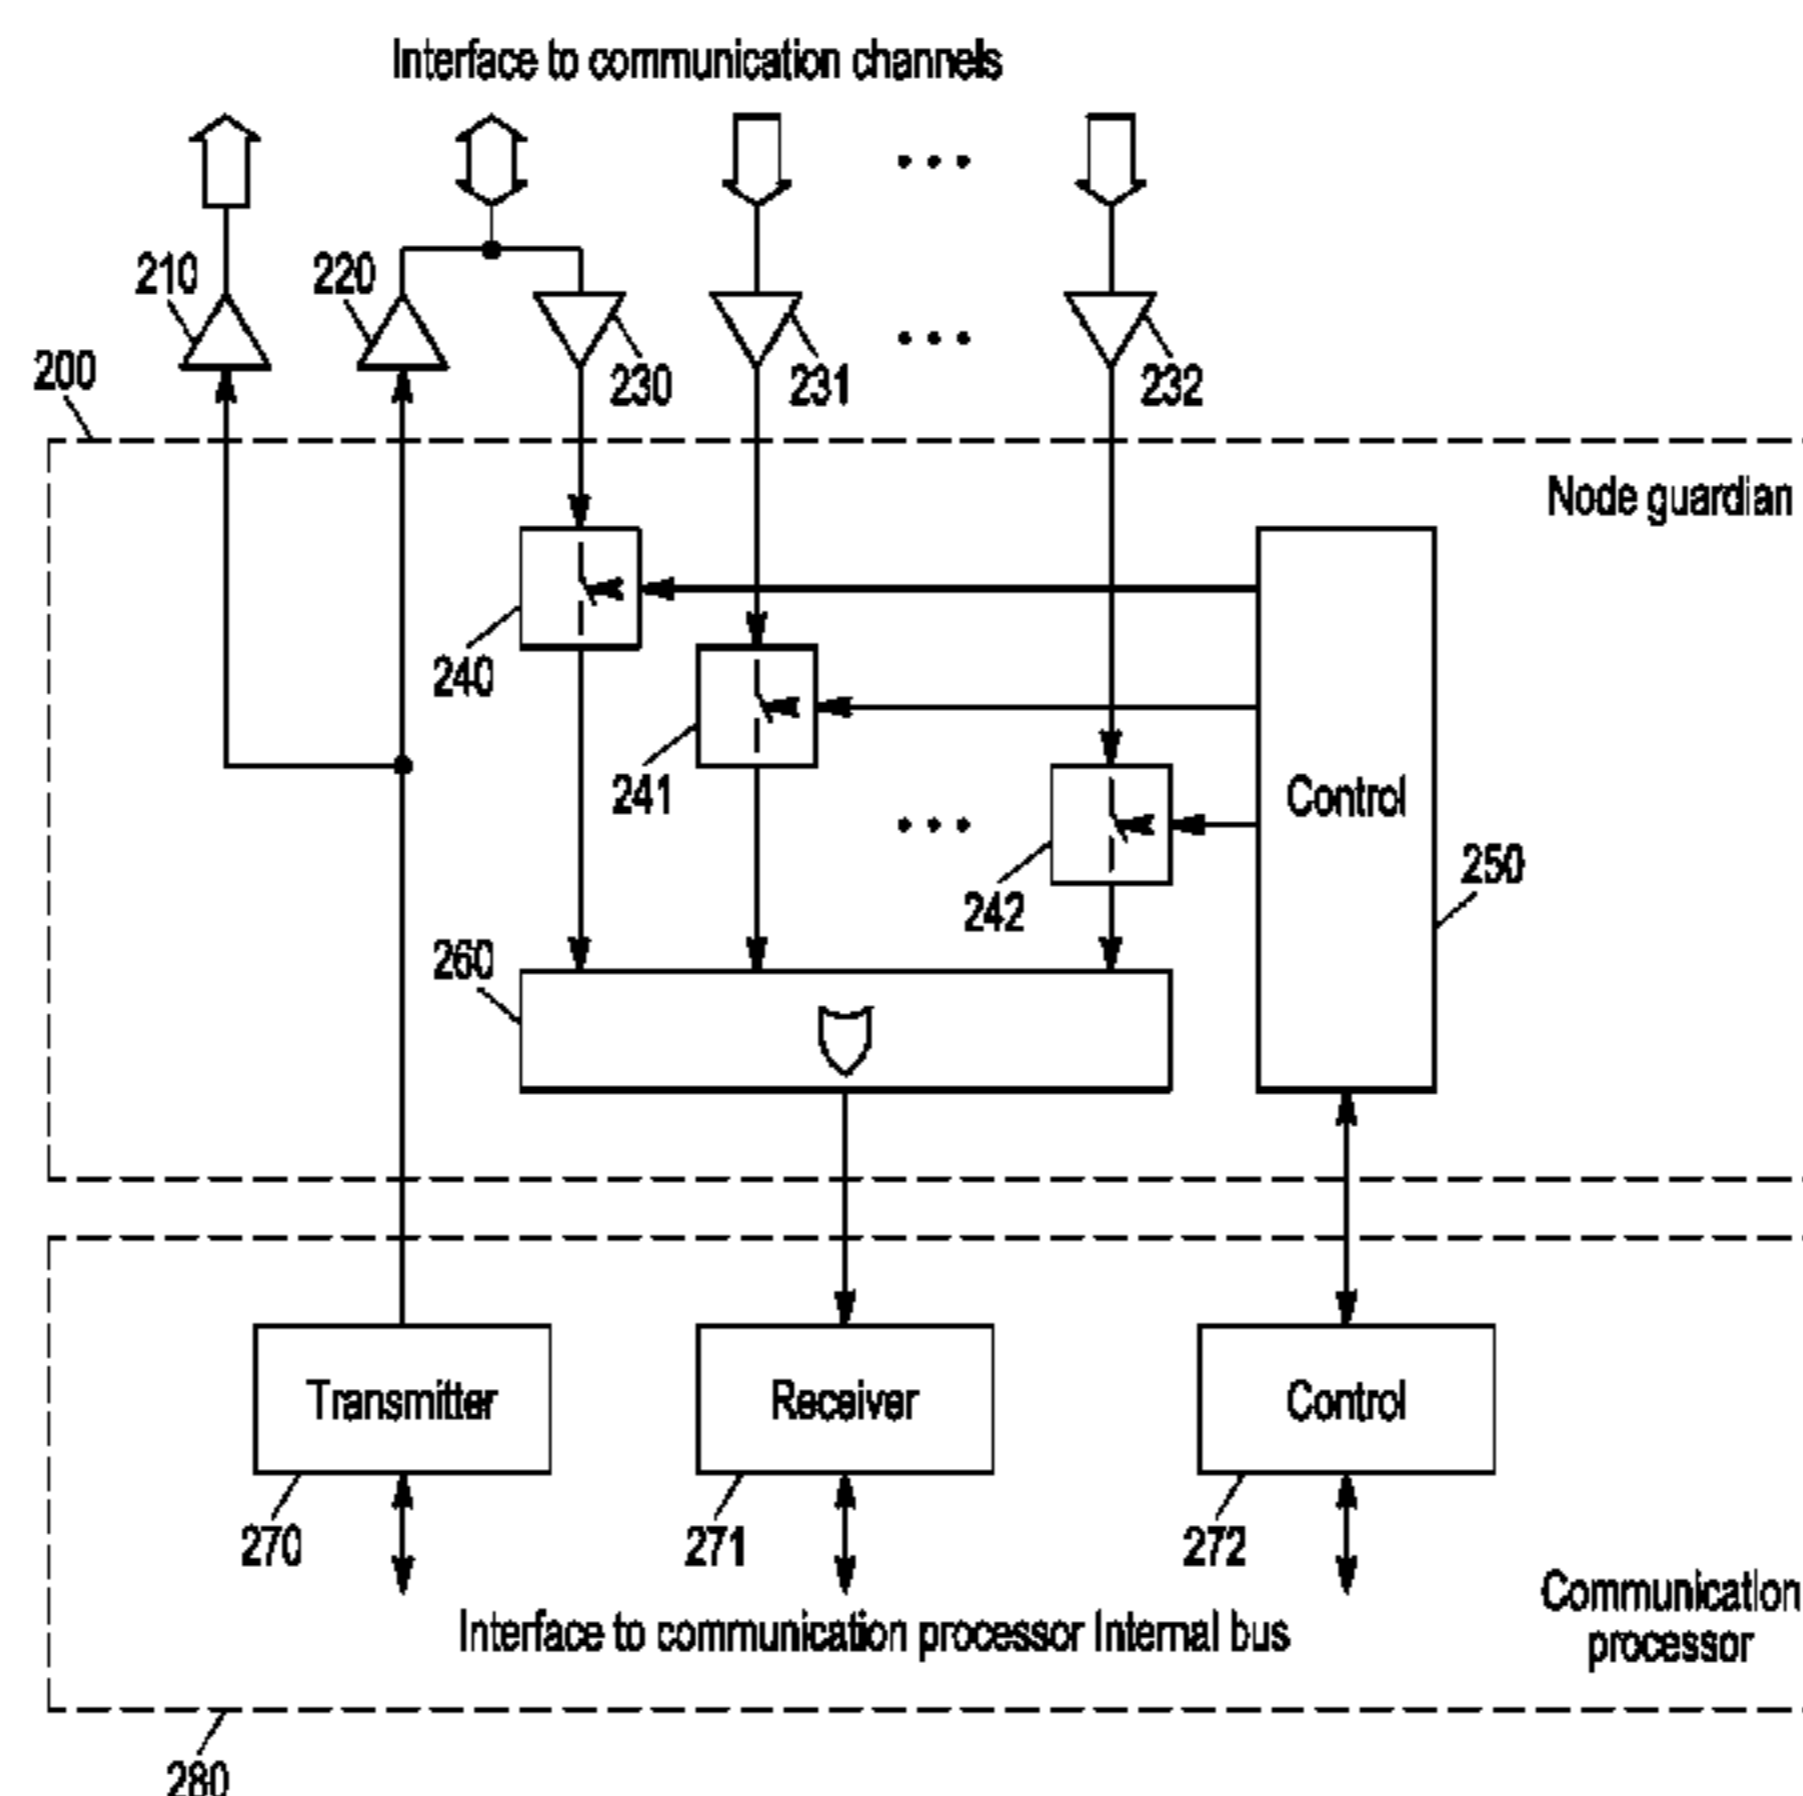 Interface to communication channels
210
220
200
230
231
232
Node guardian
240
241
242
Control
250
260
Transmitter
Receiver
Control
270
271
272
Interface to communication processor Internal bus
Communication
processor
280